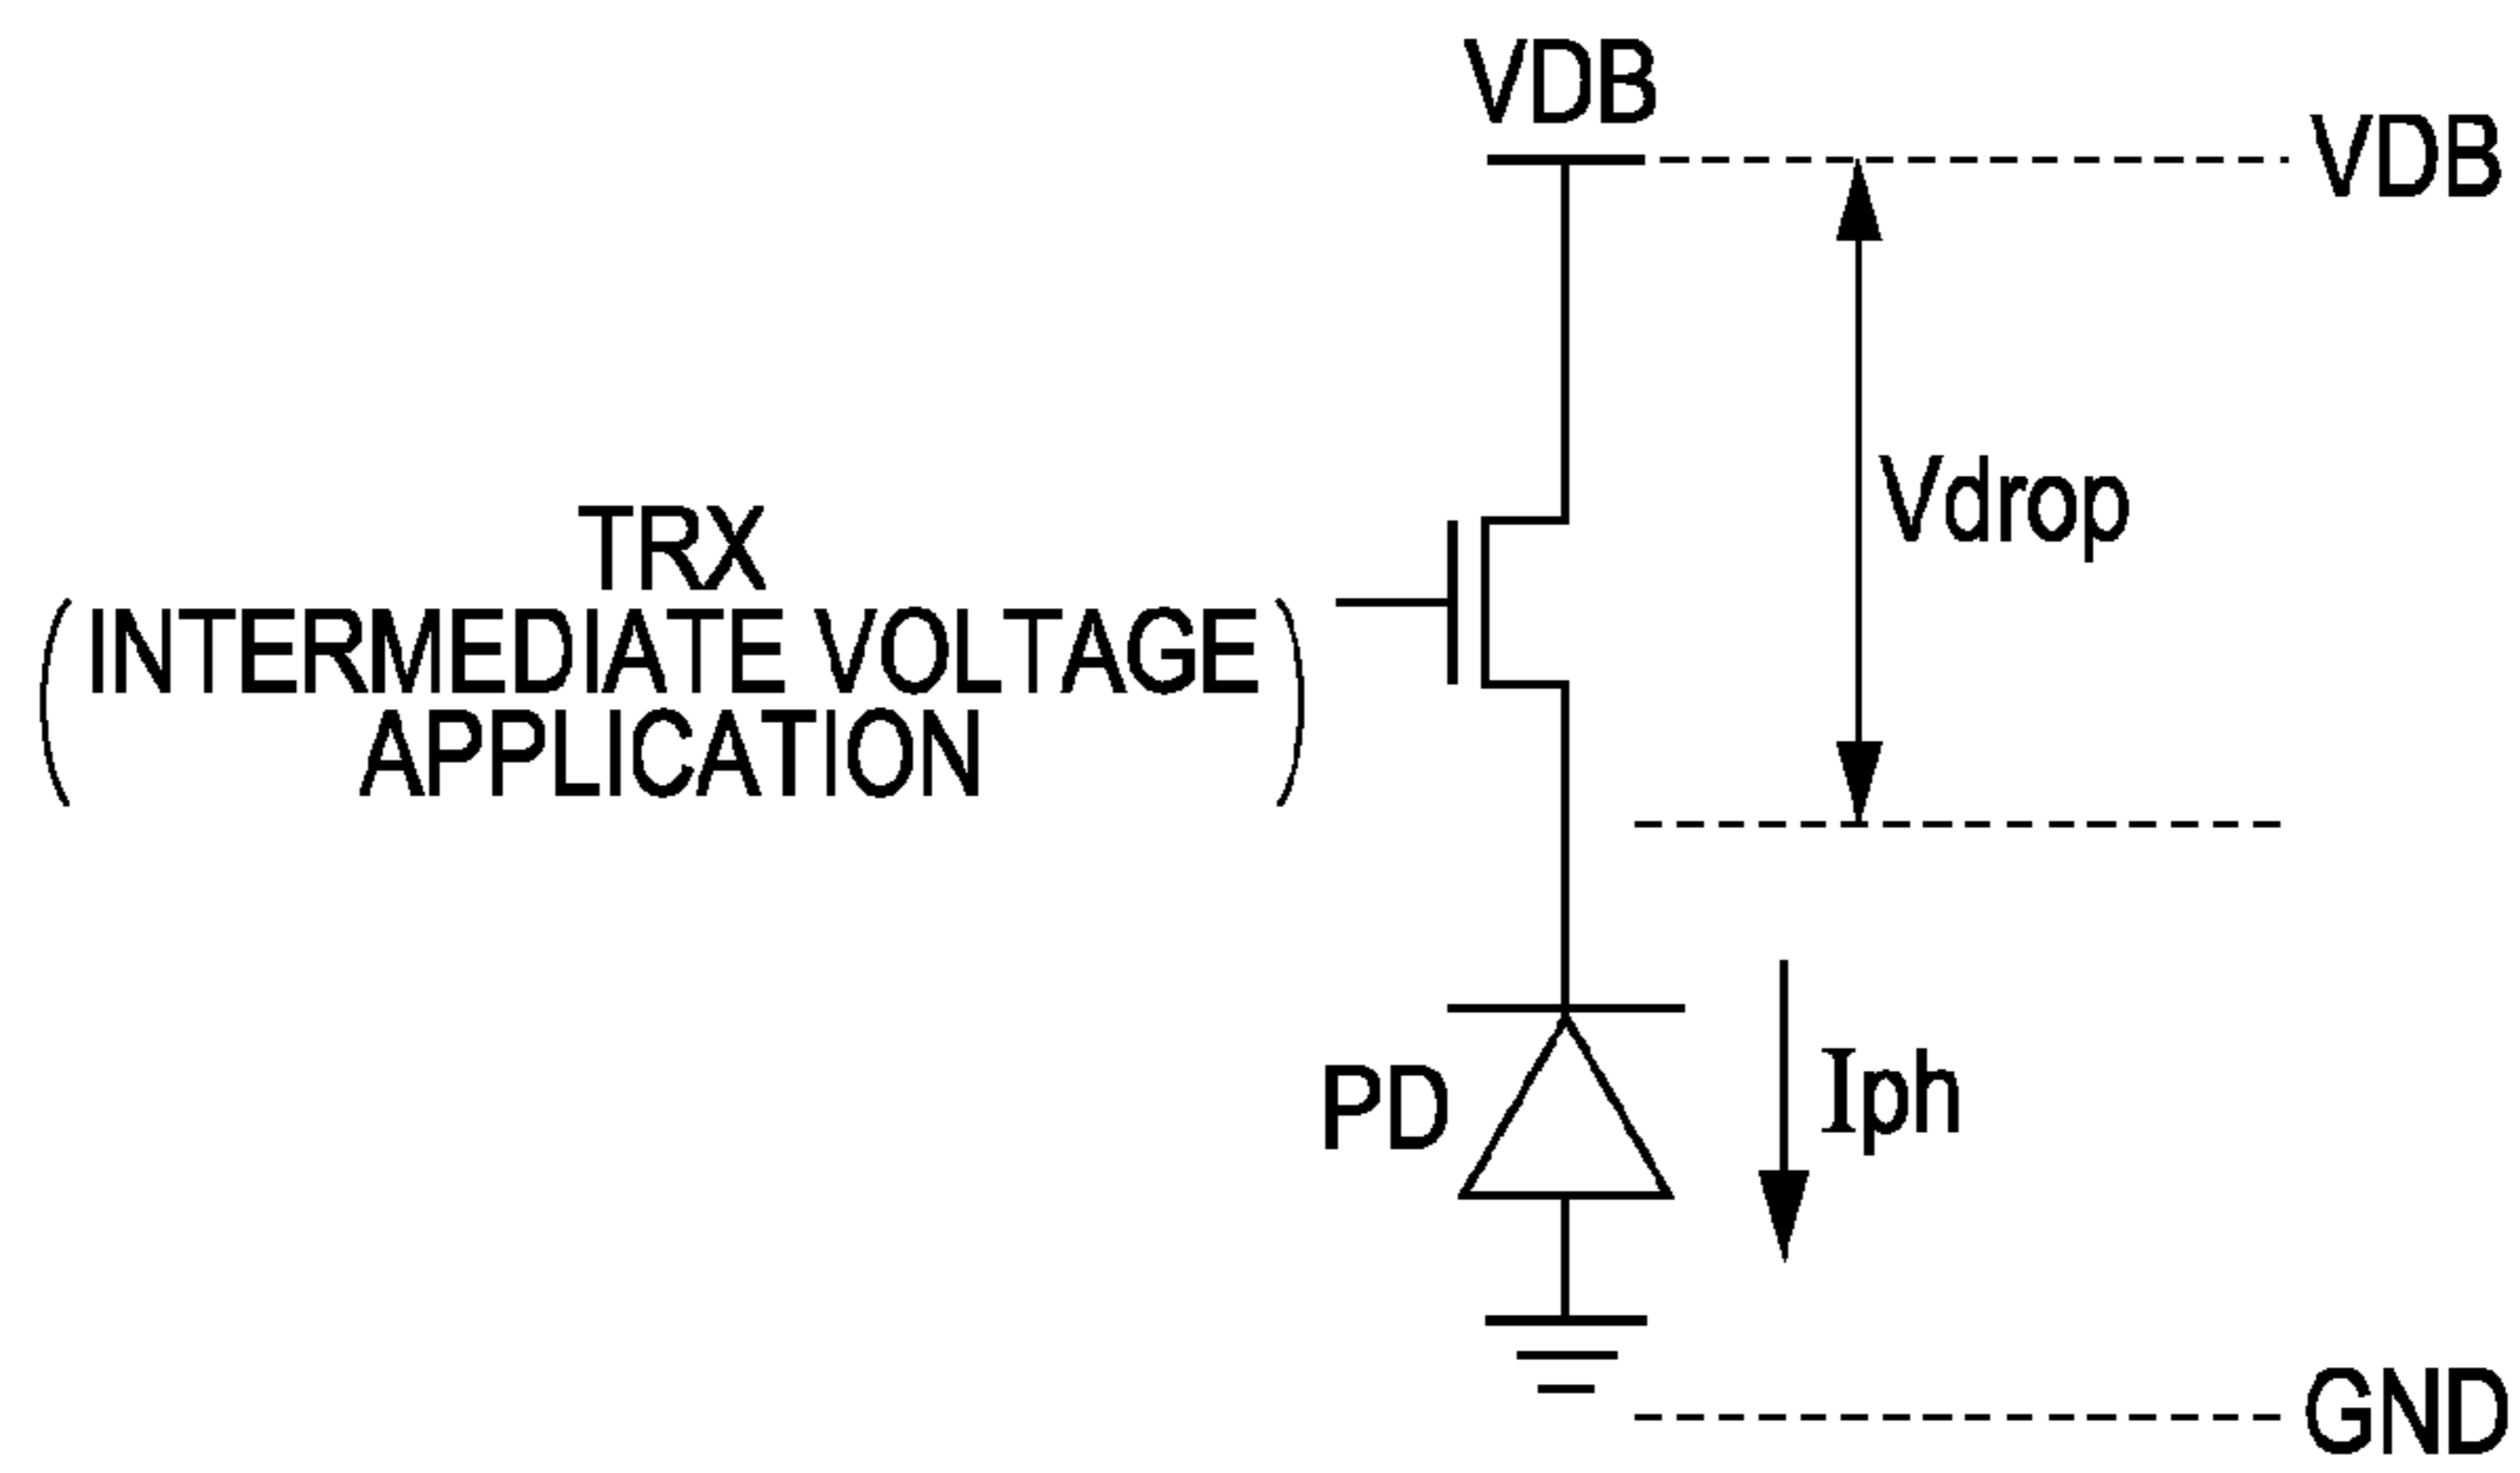 VDB
VDB
Vdrop
TRX
(INTERMEDIATE VOLTAGE
APPLICATION)
PD
Iph
GND